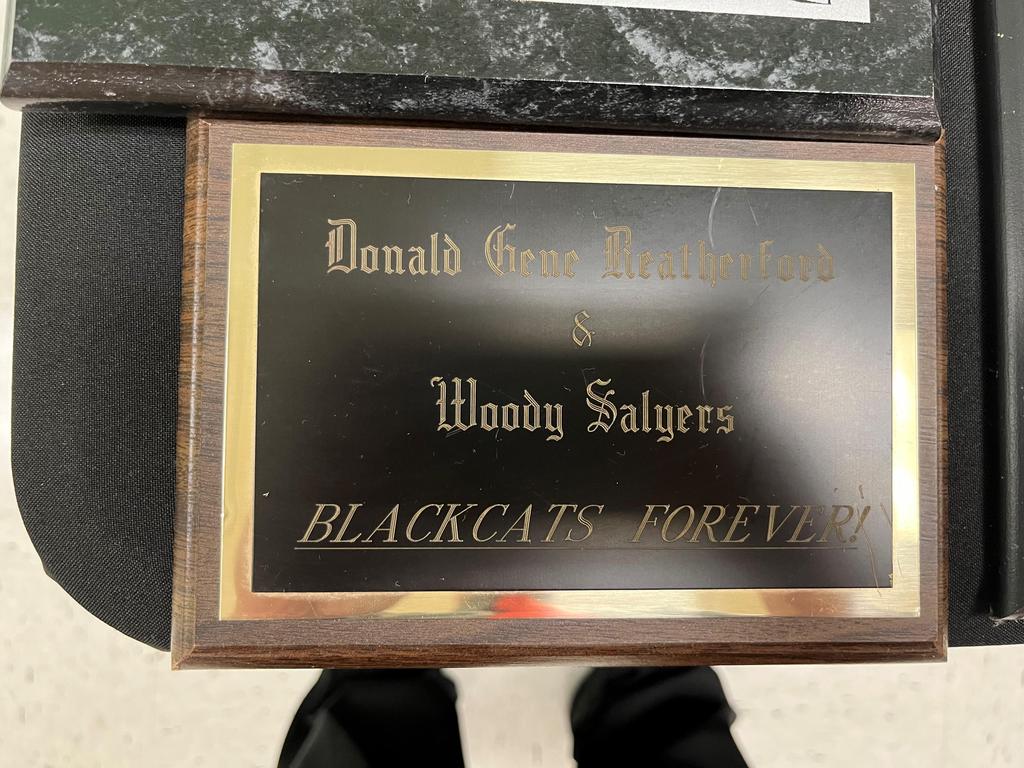 Donald Gene Reatherford
&
Woody Salyers
BLACKCATS FOREVER!